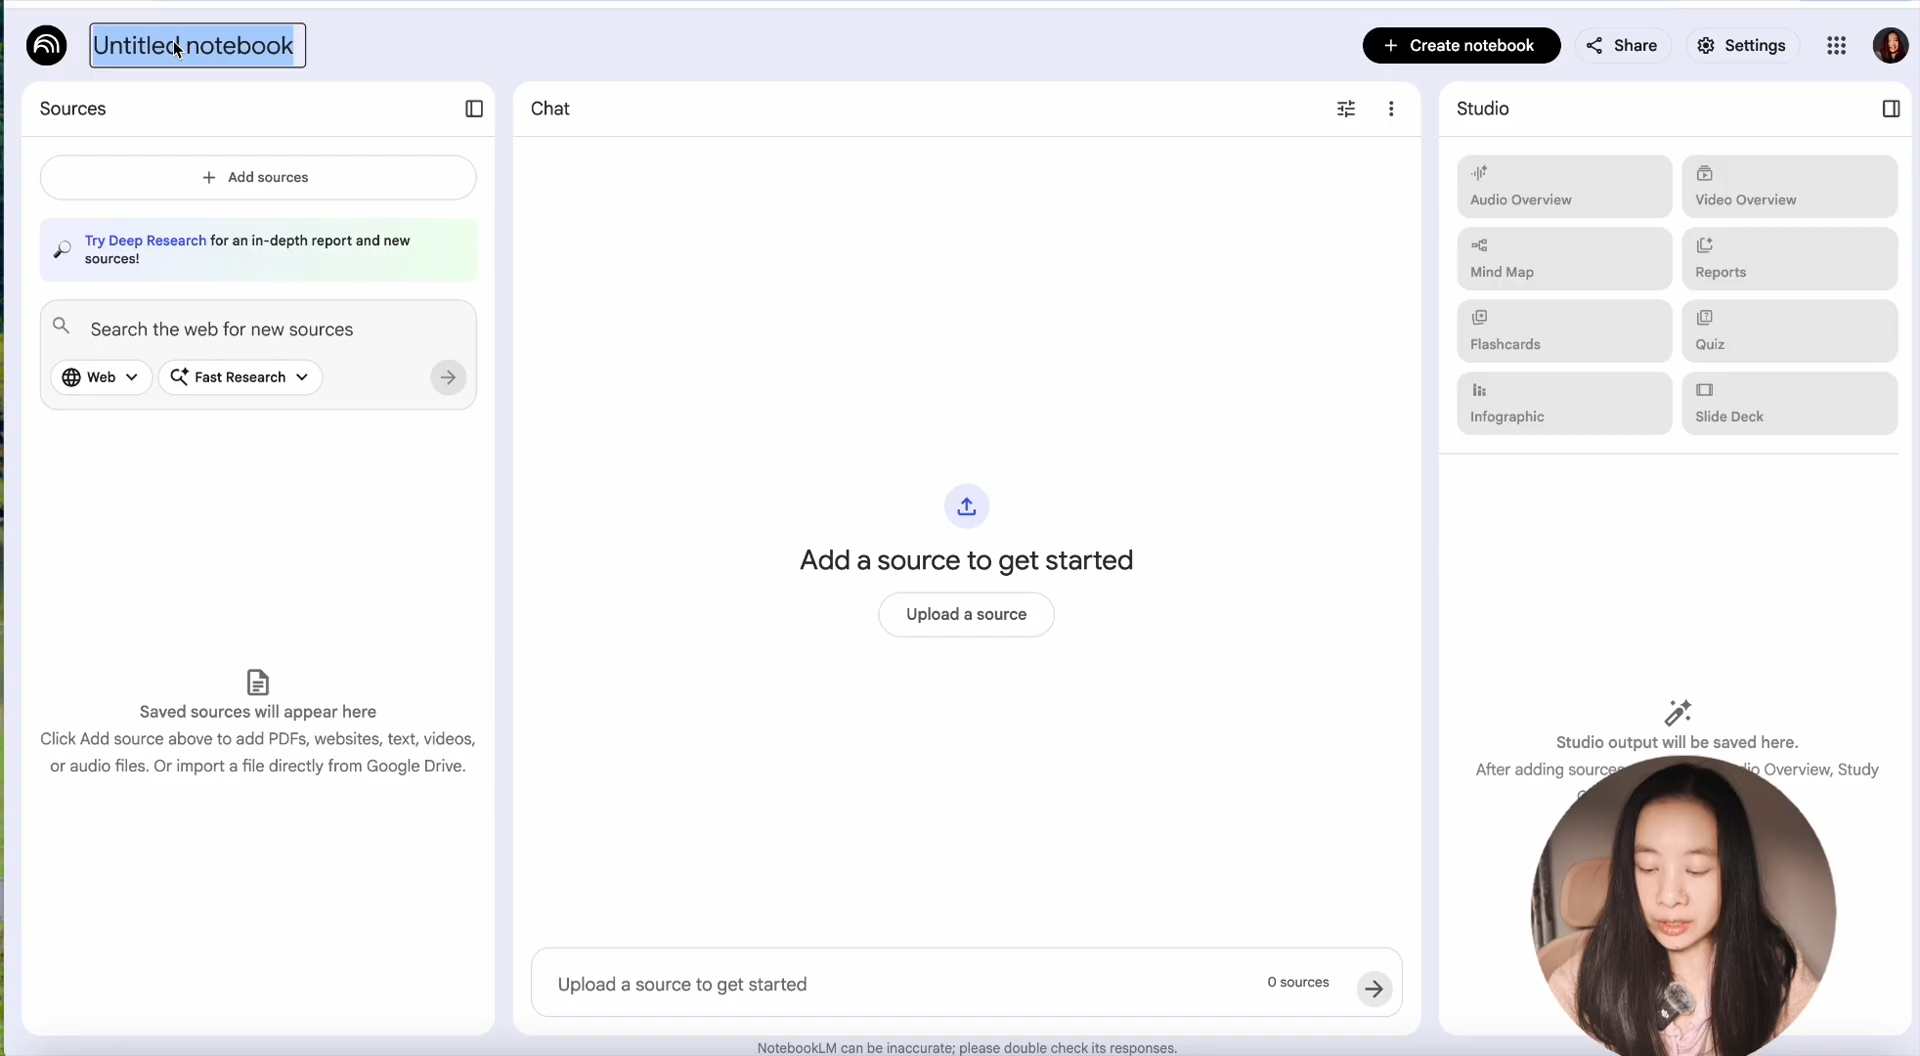 Untitled notebook
Create notebook
Share
Settings
Sources
Add sources
Try Deep Research for an in-depth report and new
sources!
Search the web for new sources
Web
Fast Research
Saved sources will appear here
Click Add source above to add PDFs, websites, text, videos,
or audio files. Or import a file directly from Google Drive.
Chat
Add a source to get started
Upload a source
Upload a source to get started
0 sources
NotebookLM can be inaccurate; please double check its responses.
Studio
Audio Overview
Video Overview
Mind Map
Reports
Flashcards
Quiz
Infographic
Slide Deck
Studio output will be saved here.
After adding sources Overview, Study